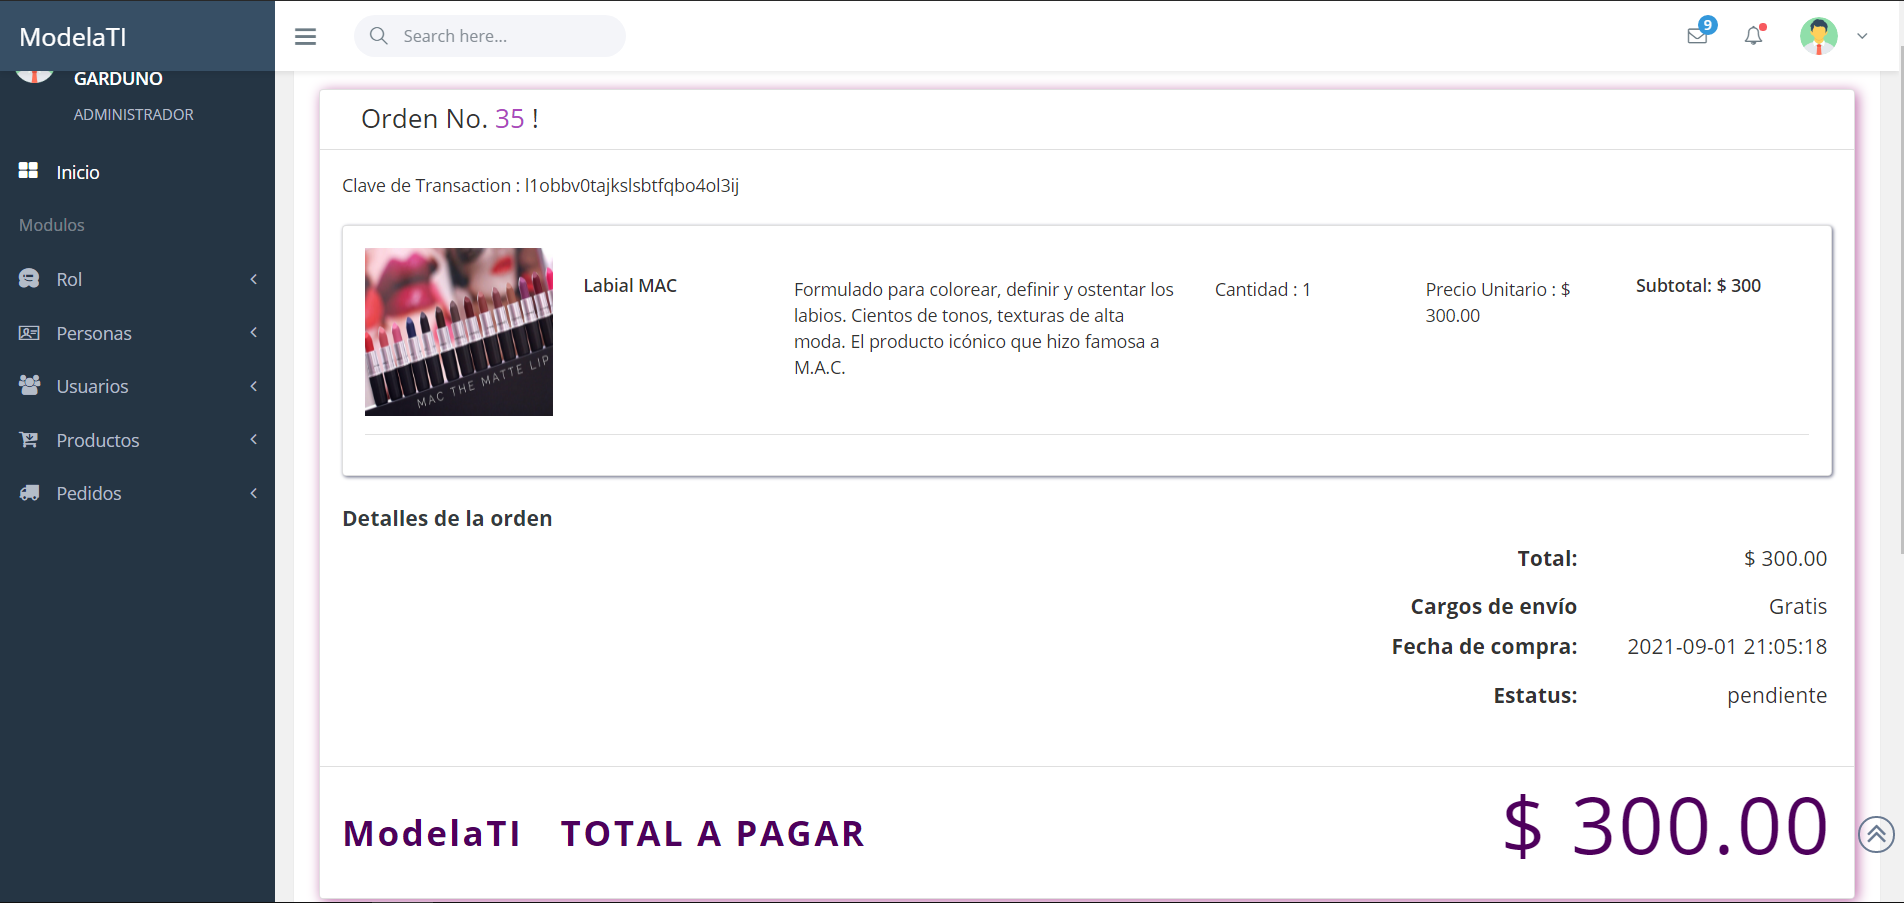 ModelaTI
Search here...
9
GARDUNO
ADMINISTRADOR
Inicio
Modulos
Rol
Personas
Usuarios
Productos
Pedidos
Orden No. 35 !
Clave de Transaction : l1obbv0tajkslsbtfqbo4ol3ij
MAC THE MATTE LIP
Labial MAC
Formulado para colorear, definir y ostentar los
labios. Cientos de tonos, texturas de alta
moda. El producto icónico que hizo famosa a
M.A.C.
Cantidad : 1
Precio Unitario : $
300.00
Subtotal: $ 300
Detalles de la orden
Total: $ 300.00
Cargos de envío Gratis
Fecha de compra: 2021-09-01 21:05:18
Estatus: pendiente
ModelaTI TOTAL A PAGAR $ 300.00